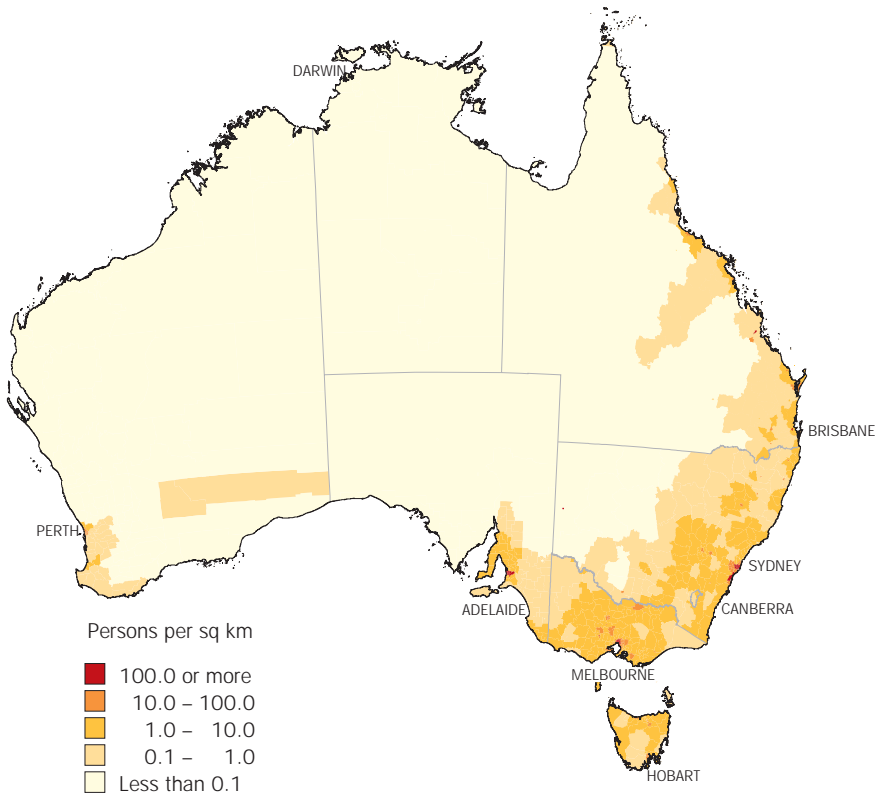 DARWIN
BRISBANE
PERTH
SYDNEY
ADELAIDE
CANBERRA
MELBOURNE
HOBART
Persons per sq km
100.0 or more
10.0 – 100.0
1.0 – 10.0
0.1 – 1.0
Less than 0.1